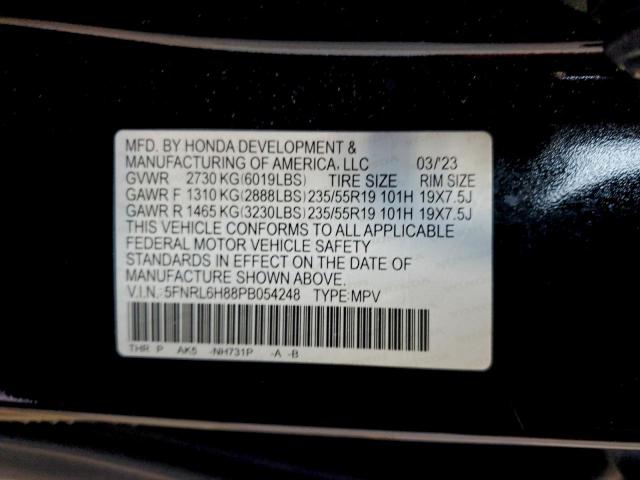 MFD. BY HONDA DEVELOPMENT &
MANUFACTURING OF AMERICA, LLC 03/'23
GVWR 2730 KG(6019LBS) TIRE SIZE RIM SIZE
GAWR F 1310 KG(2888LBS) 235/55R19 101H 19X7.5J
GAWR R 1465 KG(3230LBS) 235/55R19 101H 19X7.5J
THIS VEHICLE CONFORMS TO ALL APPLICABLE
FEDERAL MOTOR VEHICLE SAFETY
STANDARDS IN EFFECT ON THE DATE OF
MANUFACTURE SHOWN ABOVE.
V.I.N.: 5FNRL6H88PB054248 TYPE: MPV
THR P AK5 -NH731P -A -B